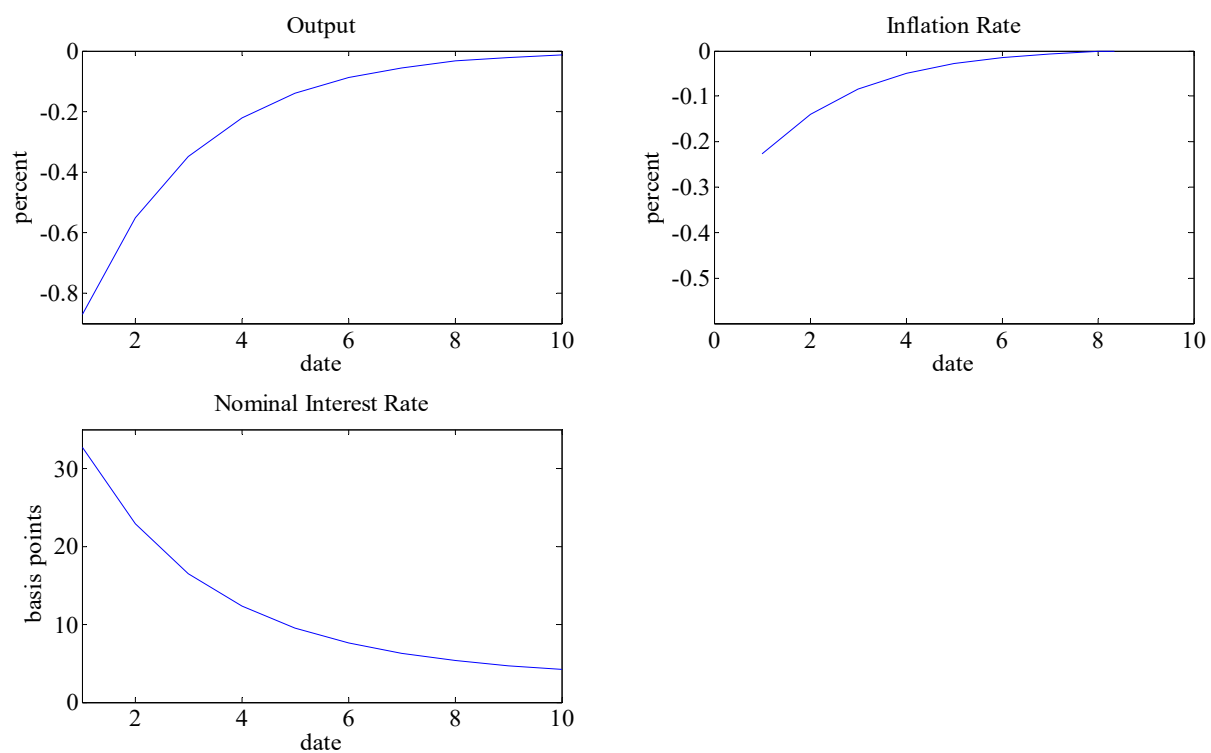 Output
0
-0.2
-0.4
-0.6
-0.8
percent
2 4 6 8 10
date
Inflation Rate
0
-0.1
-0.2
-0.3
-0.4
-0.5
percent
0 2 4 6 8 10
date
Nominal Interest Rate
30
20
10
0
basis points
2 4 6 8 10
date